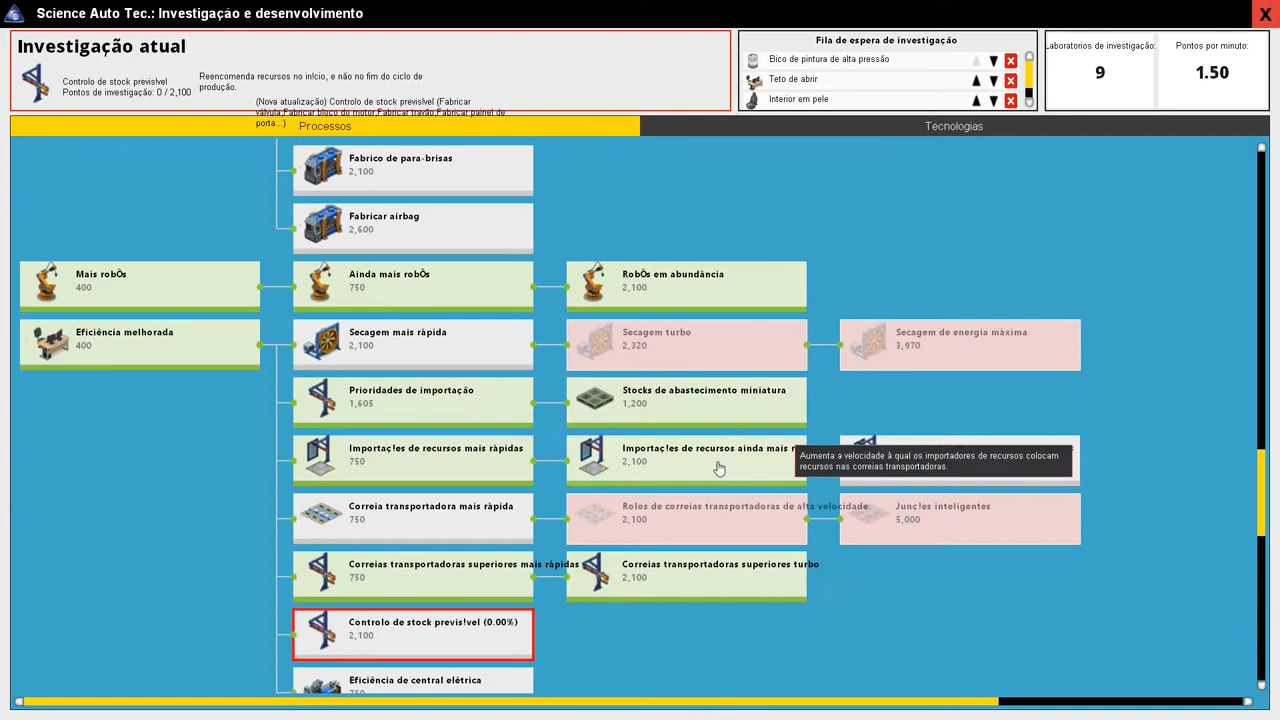 Science Auto Tec.: Investigação e desenvolvimento
X
Investigação atual
Controlo de stock previs!vel
Pontos de investigação: 0 / 2,100
Reencomenda recursos no início, e não no fim do ciclo de
produção.
(Nova atualização) Controlo de stock previs!vel (Fabricar
válvula,Fabricar bloco do motor,Fabricar travão,Fabricar painel de
porta...)
Fila de espera de investigação
Bico de pintura de alta pressão
Teto de abrir
Interior em pele
Laboratorios de investigação:
9
Pontos por minuto:
1.50
Processos
Tecnologias
Fabrico de para-brisas
2,100
Fabricar airbag
2,600
Mais robÔs
400
Ainda mais robÔs
750
RobÔs em abundância
2,100
Eficiência melhorada
400
Secagem mais rápida
2,100
Secagem turbo
2,320
Secagem de energia máxima
3,970
Prioridades de importação
1,605
Stocks de abastecimento miniatura
1,200
Importaç!es de recursos mais rápidas
750
Importaç!es de recursos ainda mais r
2,100
Aumenta a velocidade à qual os importadores de recursos colocam
recursos nas correias transportadoras.
Correia transportadora mais rápida
750
Rolos de correias transportadoras de alta velocidade
2,100
Junç!es inteligentes
5,000
Correias transportadoras superiores mais rápidas
750
Correias transportadoras superiores turbo
2,100
Controlo de stock previs!vel (0.00%)
2,100
Eficiência de central elétrica
750